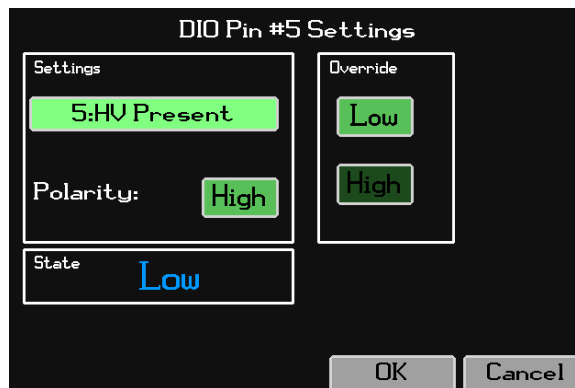 DIO Pin #5 Settings
Settings
5:HV Present
Polarity: High
State
Low
Override
Low
High
OK Cancel